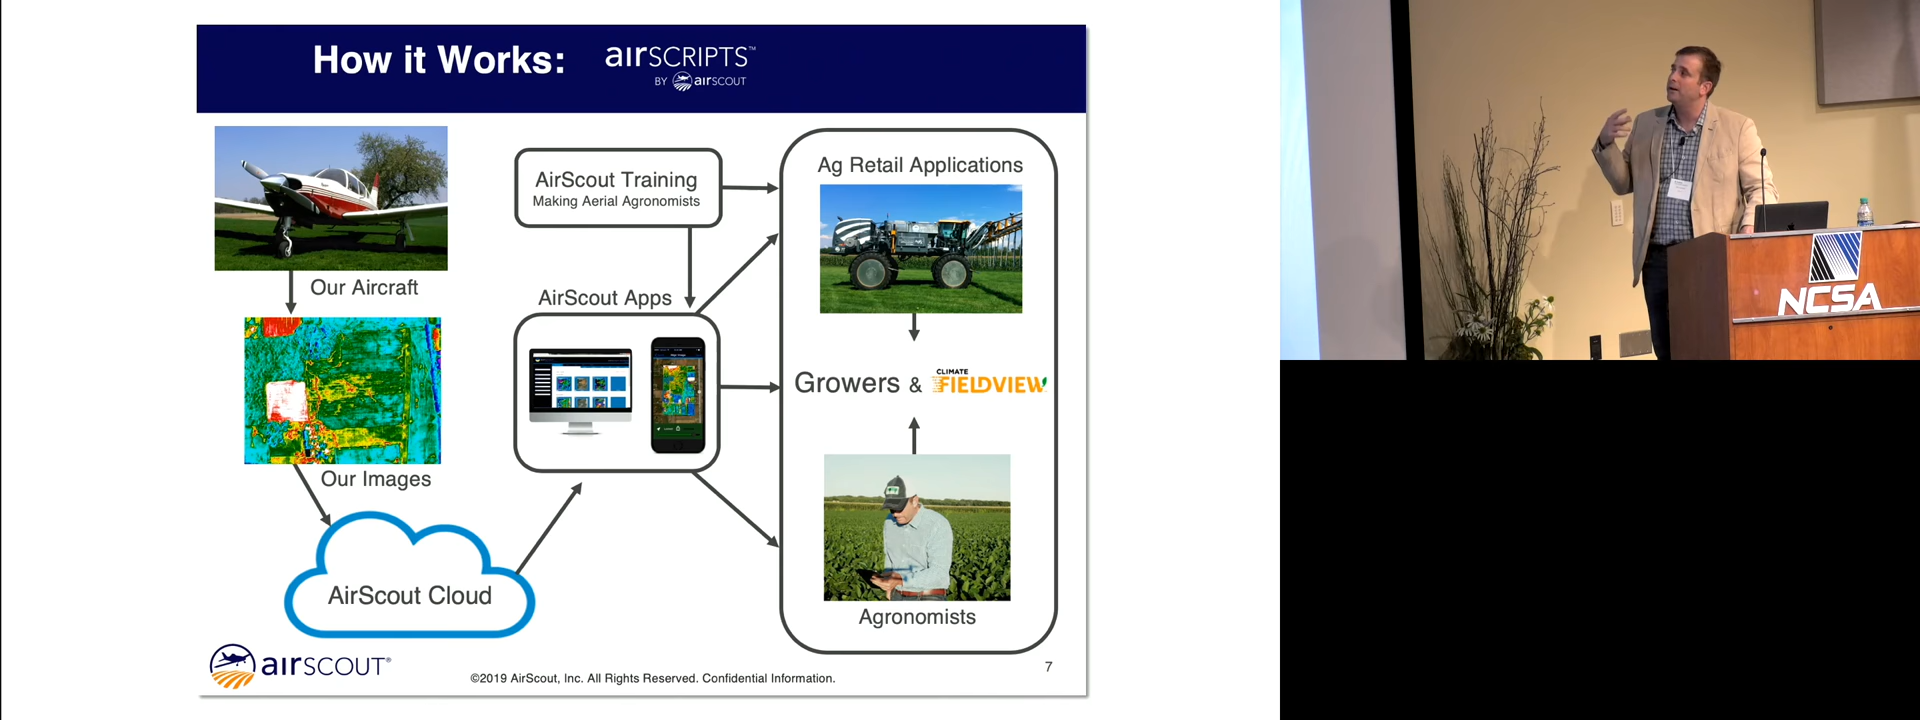 How it Works:
airSCRIPTS™
BY airSCOUT
Our Aircraft
Our Images
AirScout Cloud
AirScout Training
Making Aerial Agronomists
AirScout Apps
Ag Retail Applications
Growers & CLIMATE FIELDVIEW
Agronomists
airSCOUT®
©2019 AirScout, Inc. All Rights Reserved. Confidential Information.
7
NCSA